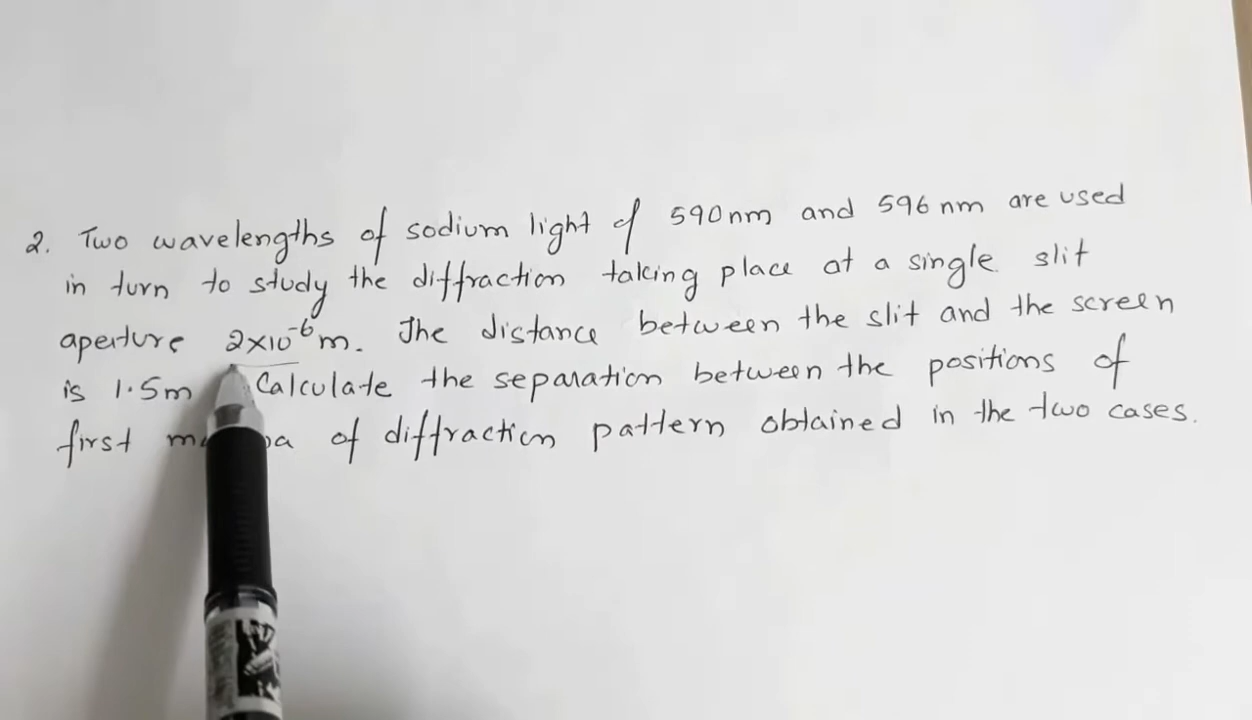 2. Two wavelengths of sodium light of 590nm and 596nm are used
in turn to study the diffraction taking place at a single slit
aperture 2×10⁻⁶m. The distance between the slit and the screen
is 1.5m Calculate the separation between the positions of
first of diffraction pattern obtained in the two cases.